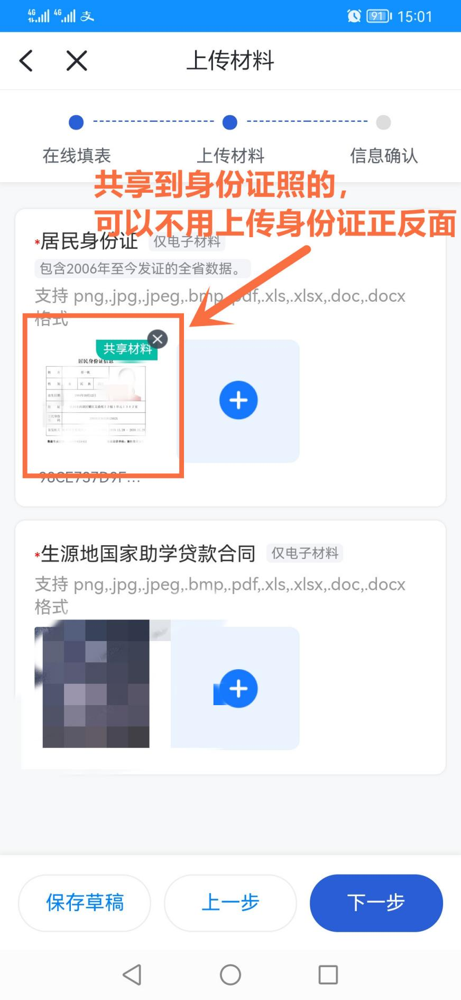 4G 4G 支 91 15:01
上传材料
在线填表 上传材料 信息确认
共享到身份证照的，
可以不用上传身份证正反面
*居民身份证 仅电子材料
包含2006年至今发证的全省数据。
支持 png,.jpg,.jpeg,.bmp,.pdf,.xls,.xlsx,.doc,.docx
格式
共享材料
居民身份证信息
98CE737D9F...
*生源地国家助学贷款合同 仅电子材料
支持 png,.jpg,.jpeg,.bmp,.pdf,.xls,.xlsx,.doc,.docx
格式
保存草稿 上一步 下一步